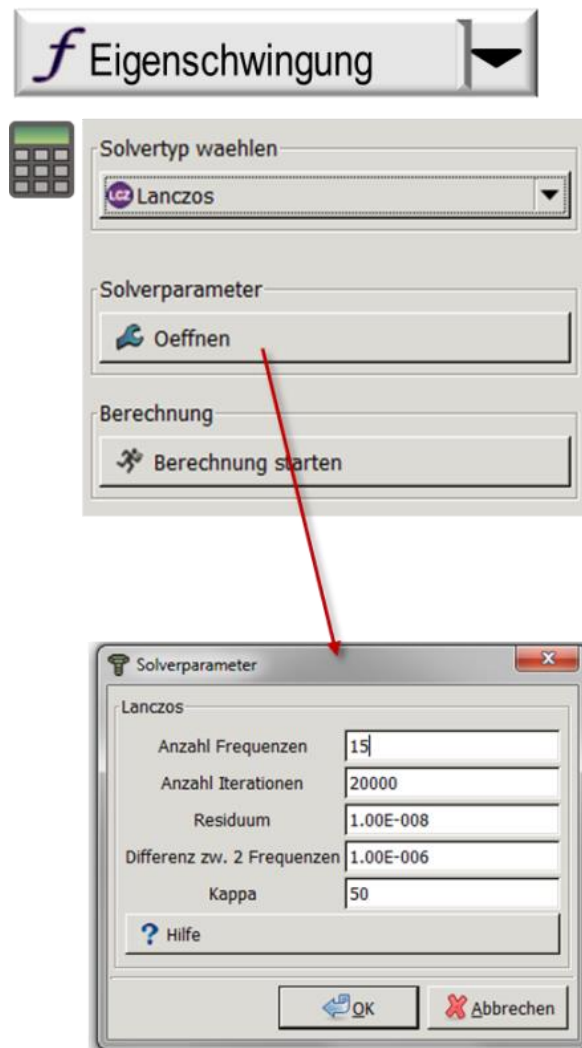 f Eigenschwingung
Solvertyp waehlen
LCZ Lanczos
Solverparameter
Oeffnen
Berechnung
Berechnung starten
Solverparameter
Lanczos
Anzahl Frequenzen 15
Anzahl Iterationen 20000
Residuum 1.00E-008
Differenz zw. 2 Frequenzen 1.00E-006
Kappa 50
? Hilfe
OK Abbrechen